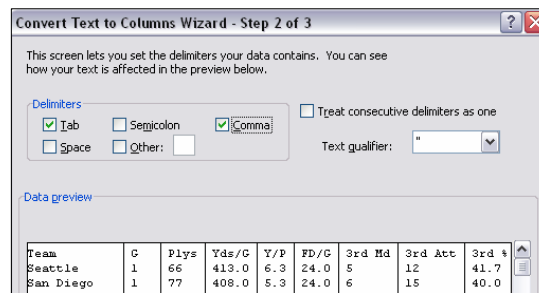 Convert Text to Columns Wizard - Step 2 of 3
This screen lets you set the delimiters your data contains. You can see
how your text is affected in the preview below.
Delimiters
Tab Semicolon Comma
Space Other:
Treat consecutive delimiters as one
Text qualifier: "
Data preview
Team G Plys Yds/G Y/P FD/G 3rd Md 3rd Att 3rd %
Seattle 1 66 413.0 6.3 24.0 5 12 41.7
San Diego 1 77 408.0 5.3 24.0 6 15 40.0